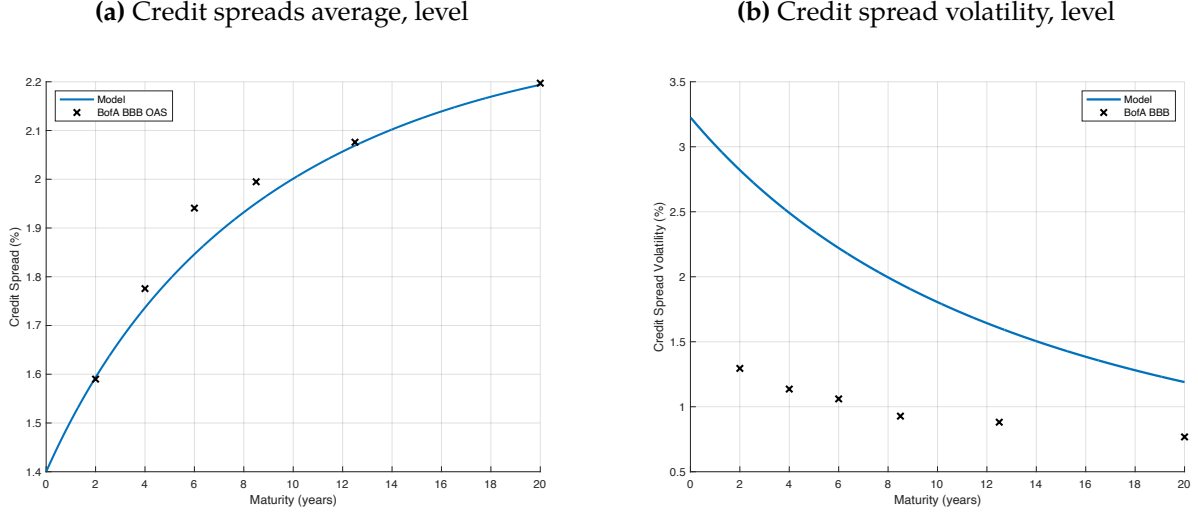 (a) Credit spreads average, level
2.2
2.1
2
1.9
1.8
1.7
1.6
1.5
1.4
Credit Spread (%)
Model
BofA BBB OAS
0 2 4 6 8 10 12 14 16 18 20
Maturity (years)
(b) Credit spread volatility, level
3.5
3
2.5
2
1.5
1
0.5
Credit Spread Volatility (%)
Model
BofA BBB
0 2 4 6 8 10 12 14 16 18 20
Maturity (years)